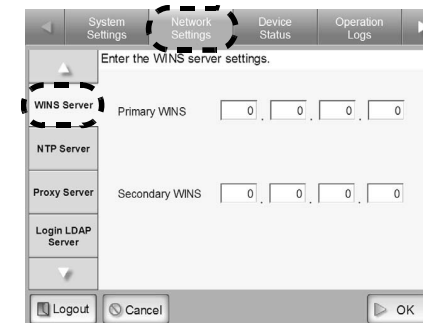 System Settings
Network Settings
Device Status
Operation Logs
Enter the WINS server settings.
WINS Server
Primary WINS 0 . 0 . 0 . 0
NTP Server
Proxy Server
Secondary WINS 0 . 0 . 0 . 0
Login LDAP Server
Logout
Cancel
OK